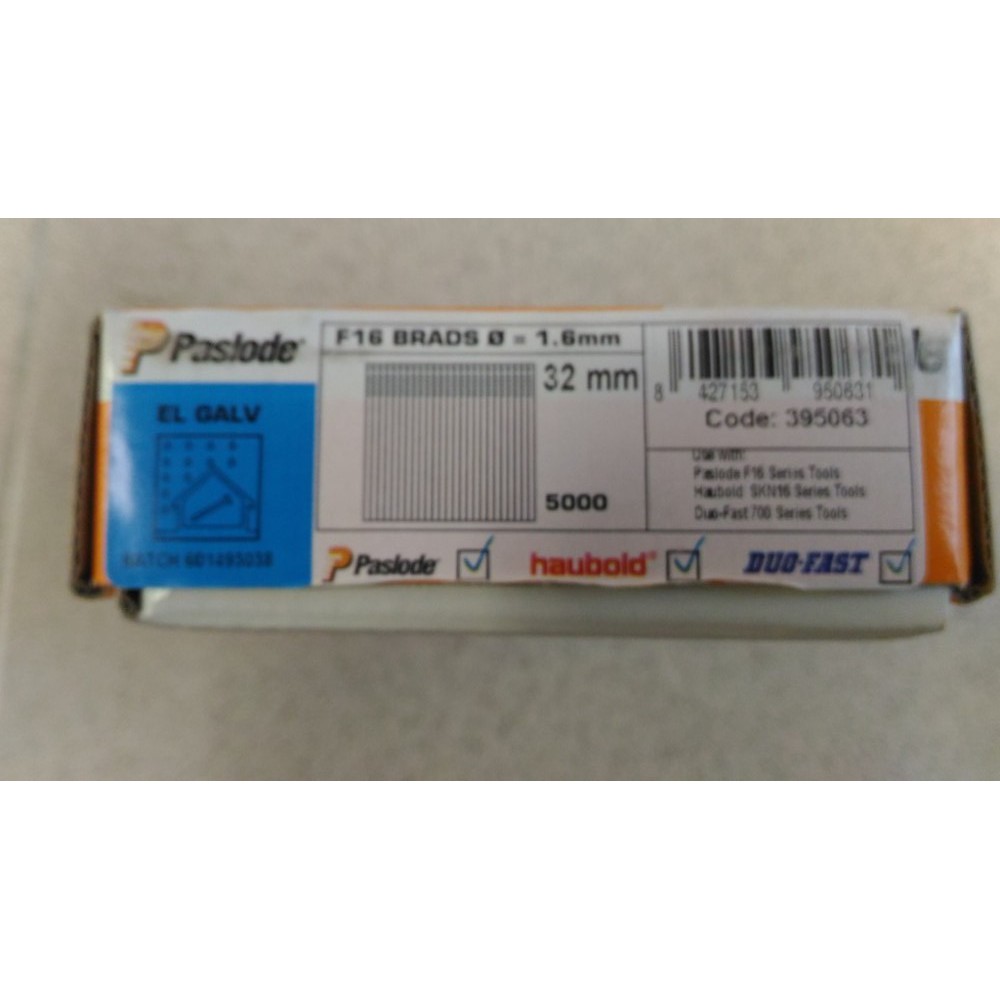 Paslode
EL GALV
F16 BRADS Ø = 1.6mm
32 mm
5000
8 427153 950631
Code: 395063
Use with:
Paslode F16 Series Tools
Haubold SKN16 Series Tools
Duo-Fast 700 Series Tools
BATCH
Paslode
haubold®
DUO-FAST